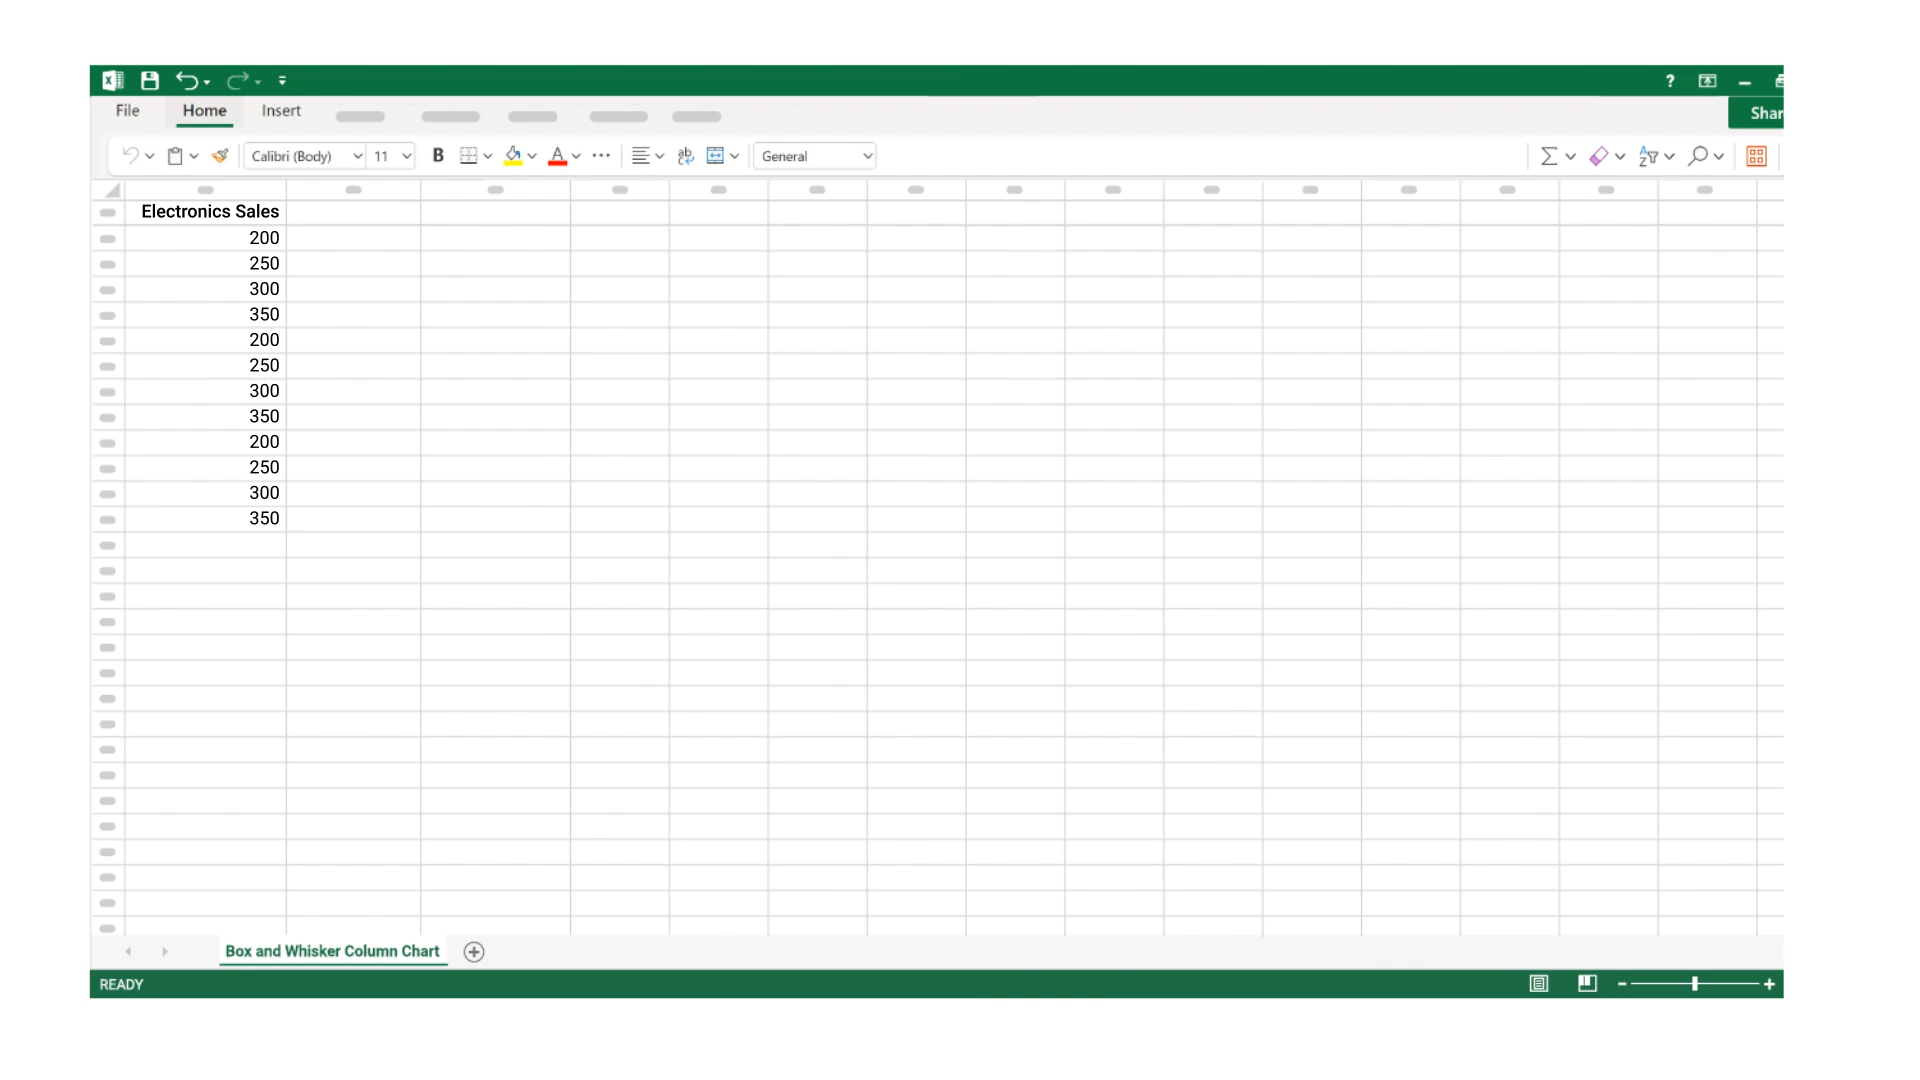 File Home Insert
Shar
Calibri (Body) 11 B A General
Electronics Sales
200
250
300
350
200
250
300
350
200
250
300
350
Box and Whisker Column Chart
READY